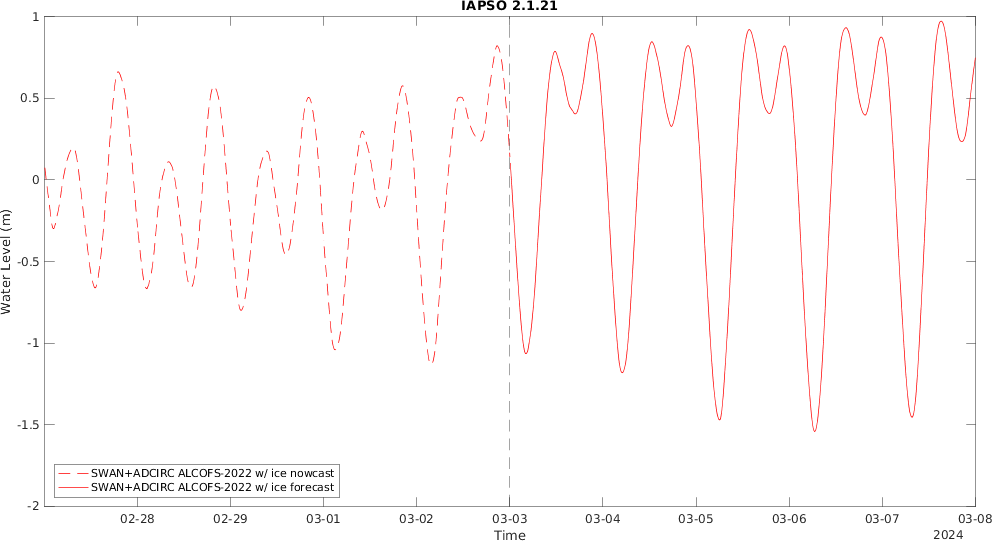 IAPSO 2.1.21
Water Level (m)
1
0.5
0
-0.5
-1
-1.5
-2
SWAN+ADCIRC ALCOFS-2022 w/ ice nowcast
SWAN+ADCIRC ALCOFS-2022 w/ ice forecast
02-28 02-29 03-01 03-02 03-03 03-04 03-05 03-06 03-07 03-08
Time
2024